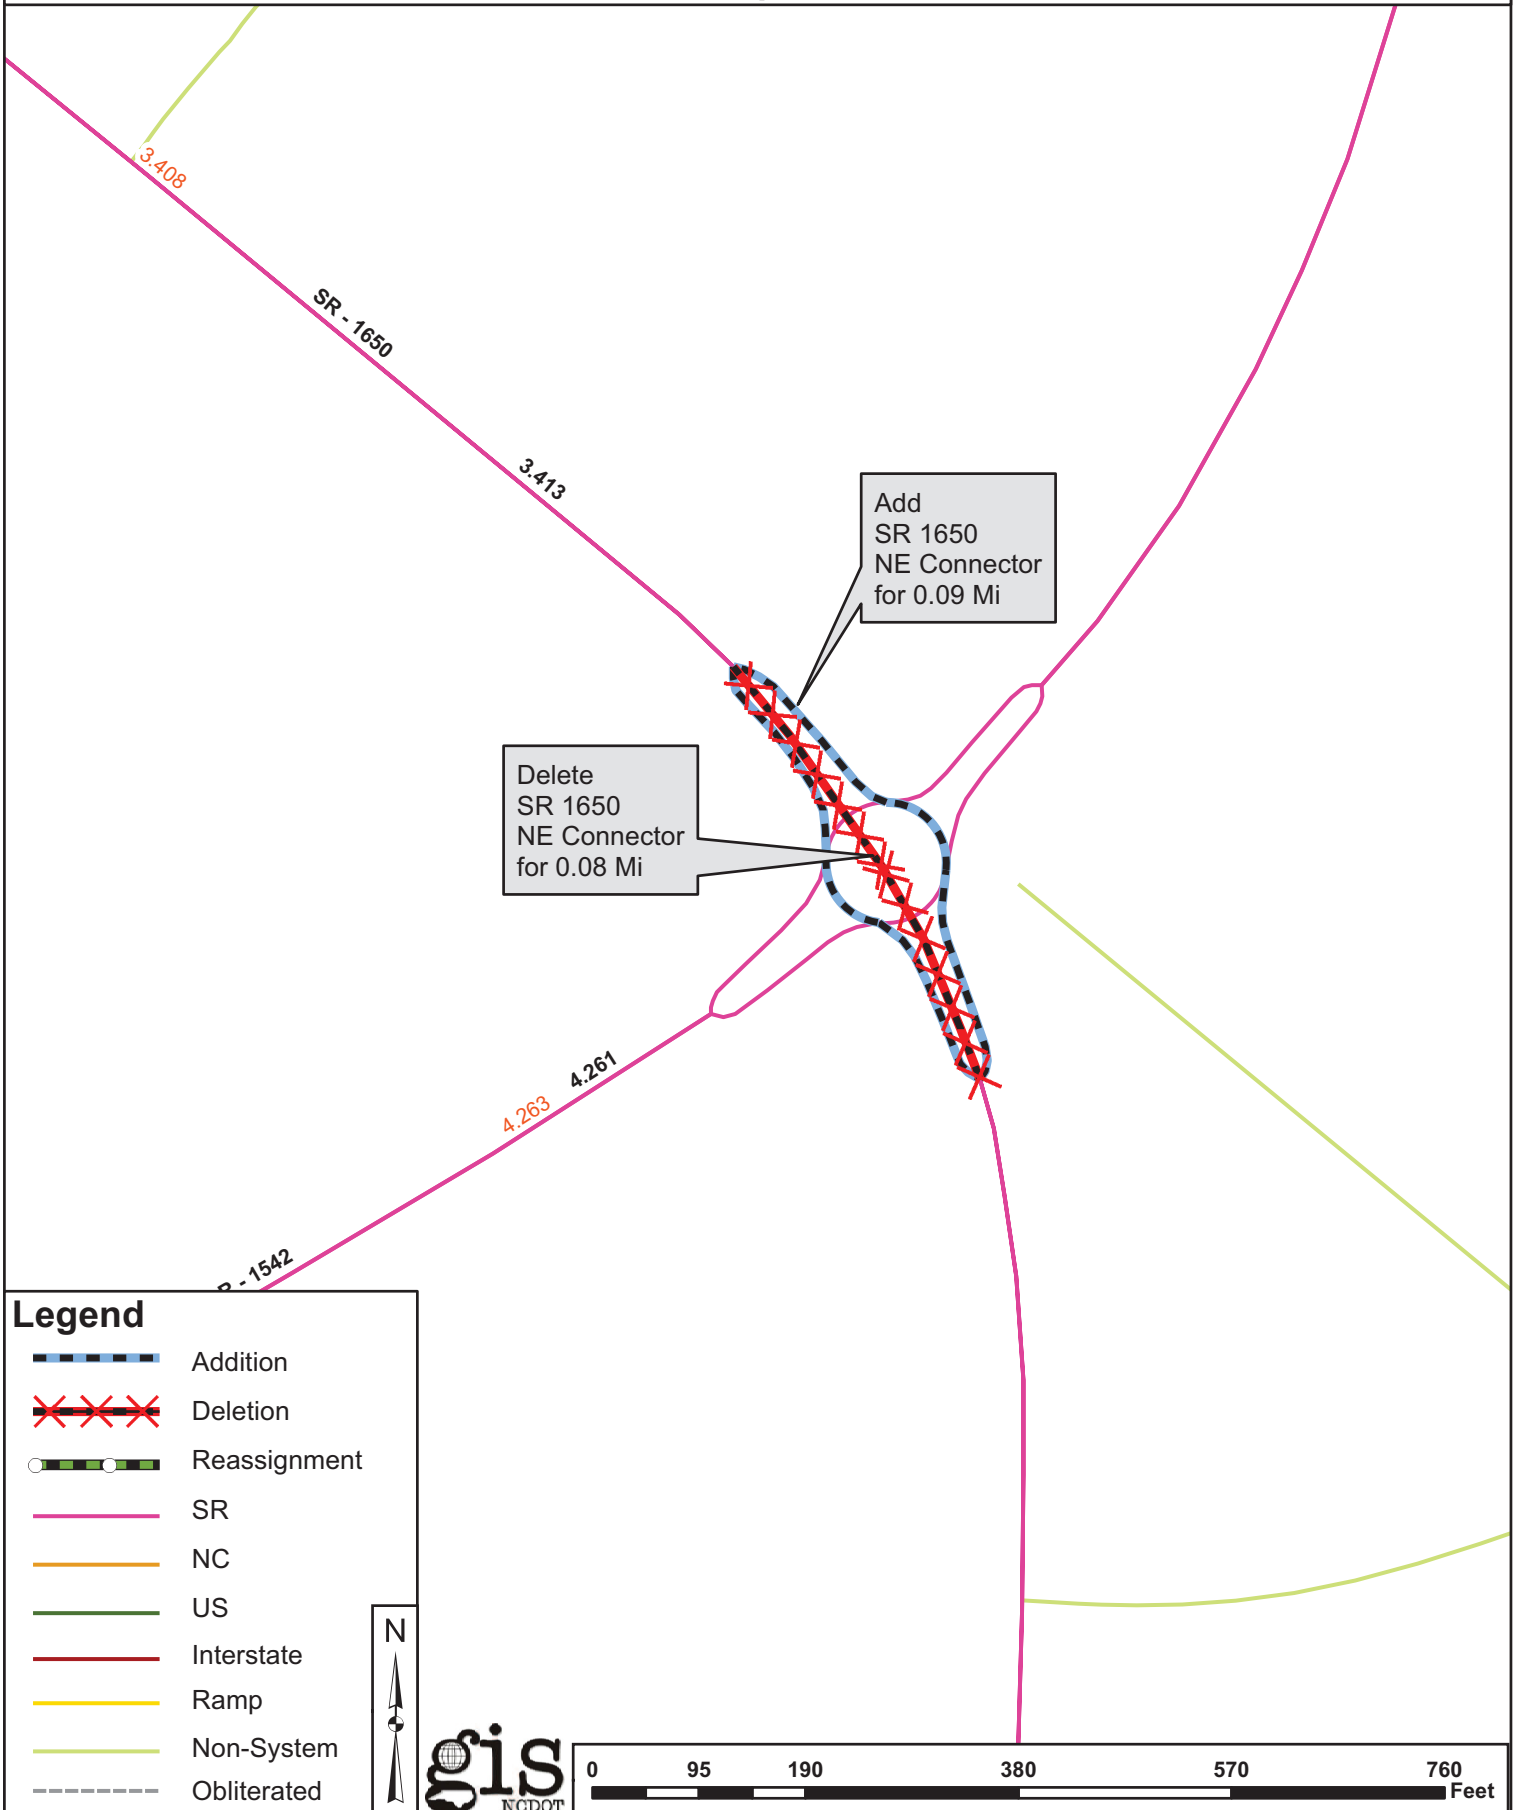 3.408
SR - 1650
3.413
Add
SR 1650
NE Connector
for 0.09 Mi
Delete
SR 1650
NE Connector
for 0.08 Mi
4.261
4.263
R - 1542
Legend
Addition
Deletion
Reassignment
SR
NC
US
Interstate
Ramp
Non-System
Obliterated
N
gis
NCDOT
0 95 190 380 570 760
Feet